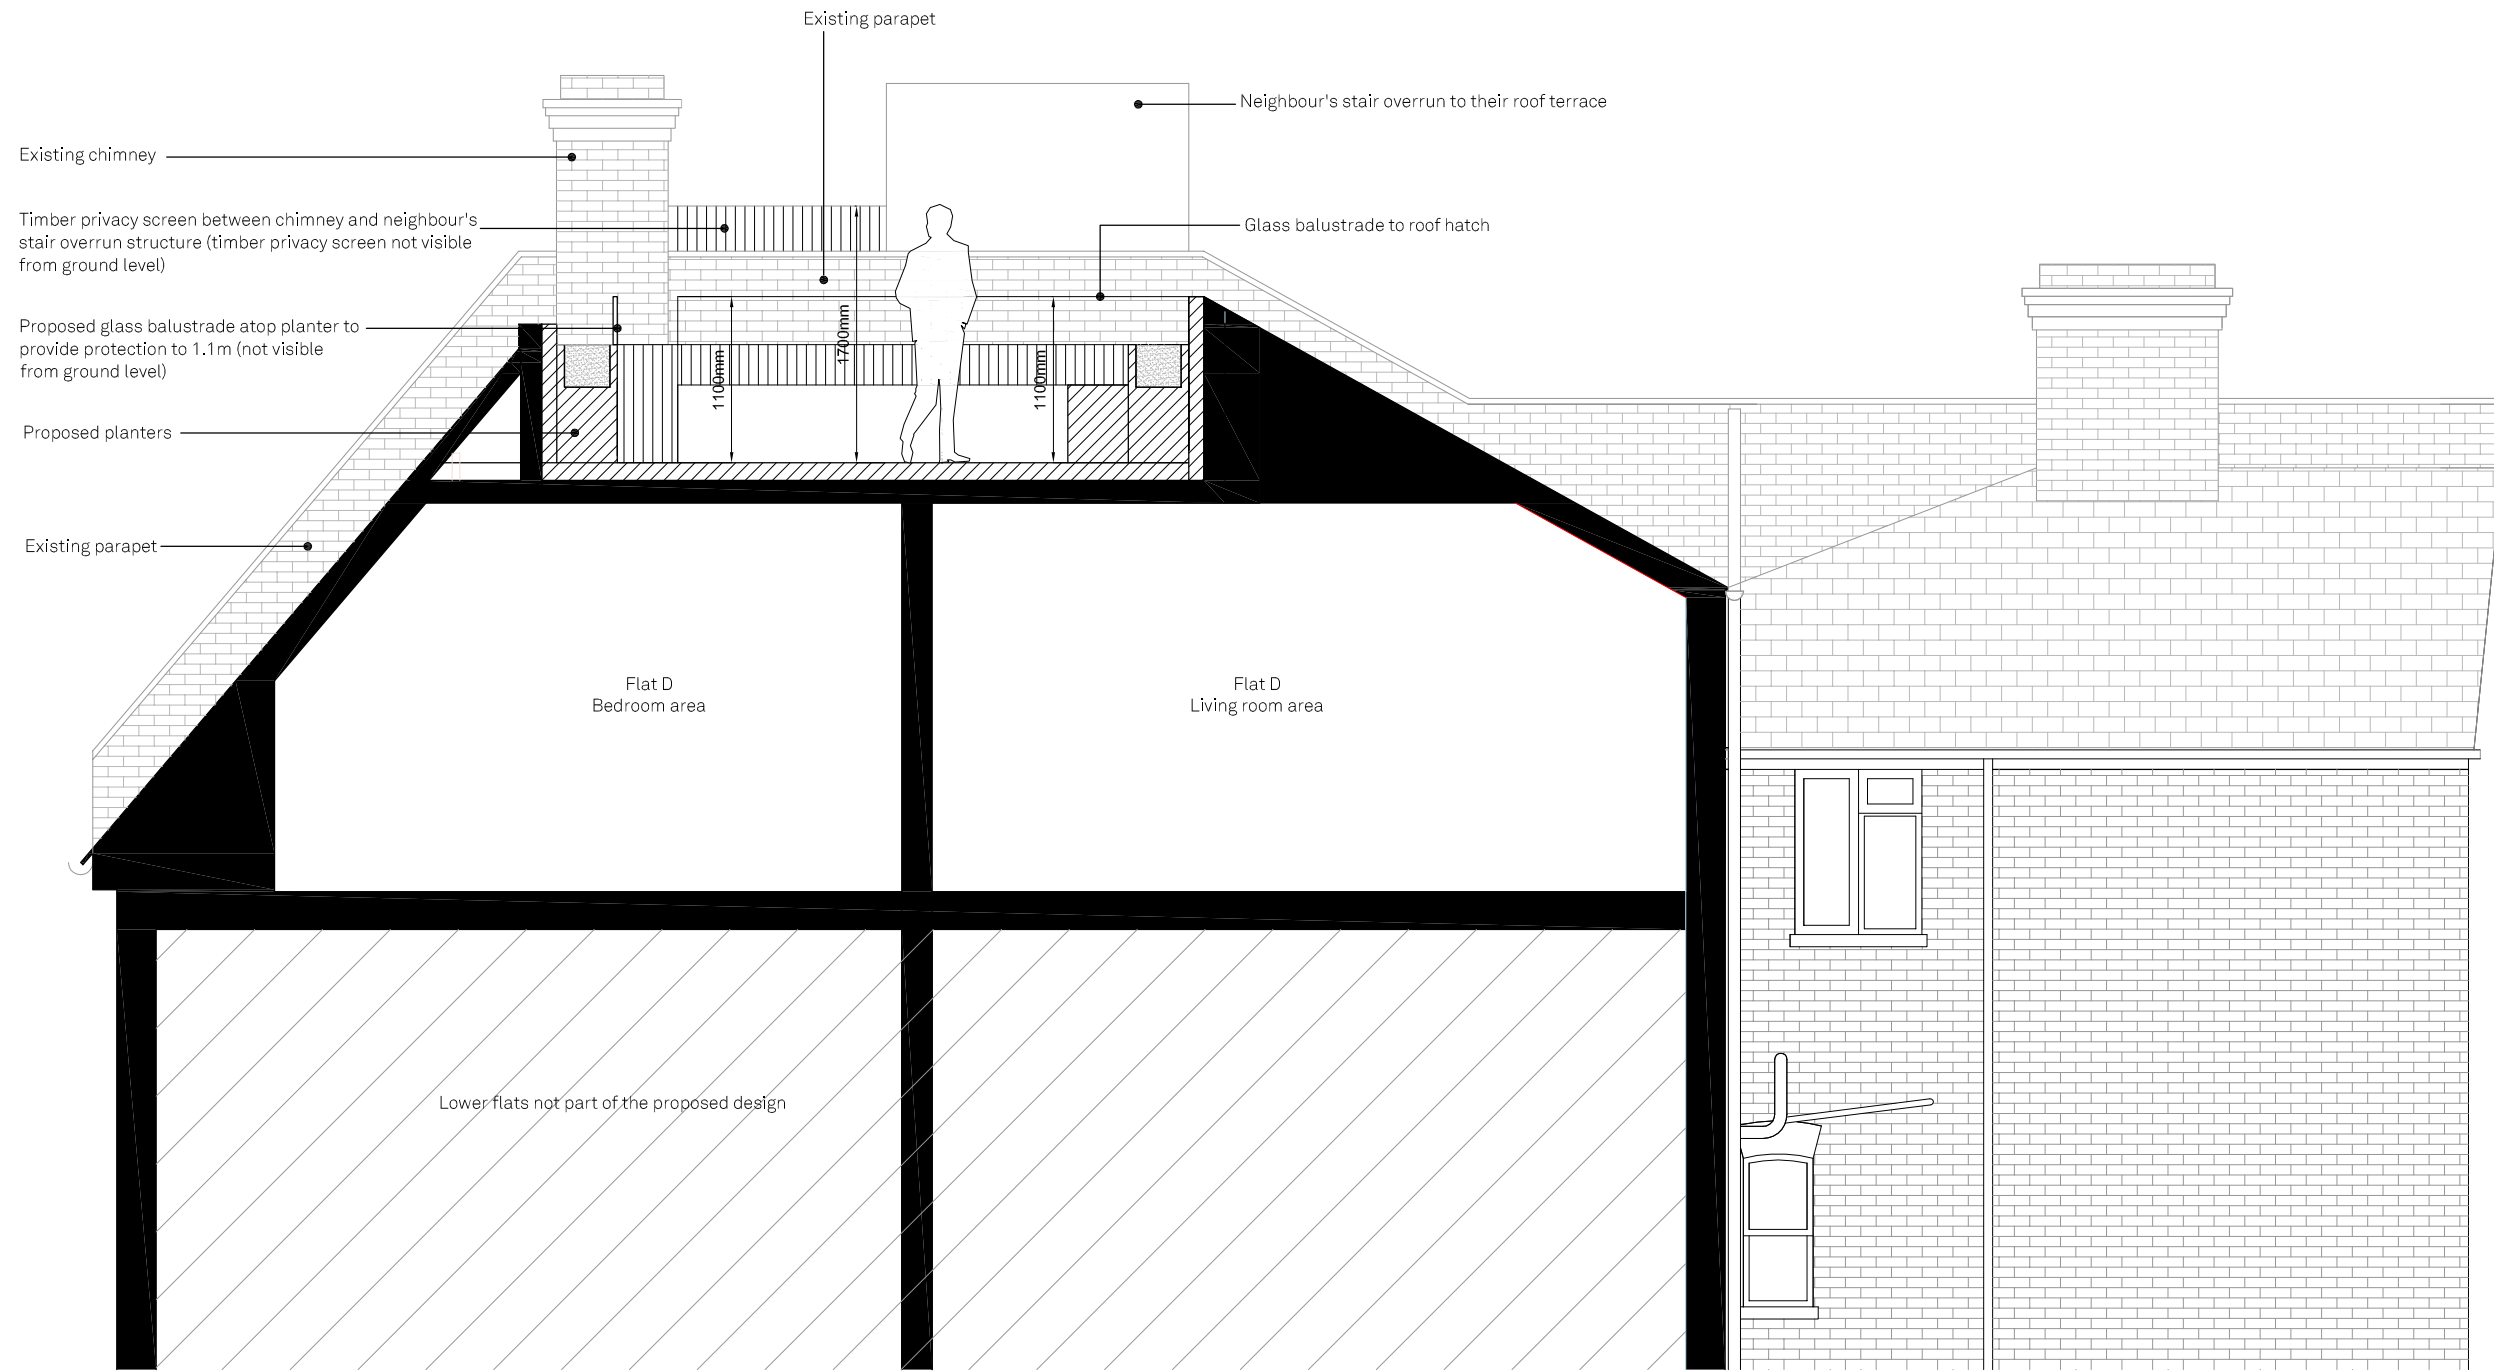 Existing parapet
Neighbour's stair overrun to their roof terrace
Existing chimney
Timber privacy screen between chimney and neighbour's
stair overrun structure (timber privacy screen not visible
from ground level)
Glass balustrade to roof hatch
Proposed glass balustrade atop planter to
provide protection to 1.1m (not visible
from ground level)
1100mm
1700mm
1100mm
Proposed planters
Existing parapet
Flat D
Bedroom area
Flat D
Living room area
Lower flats not part of the proposed design